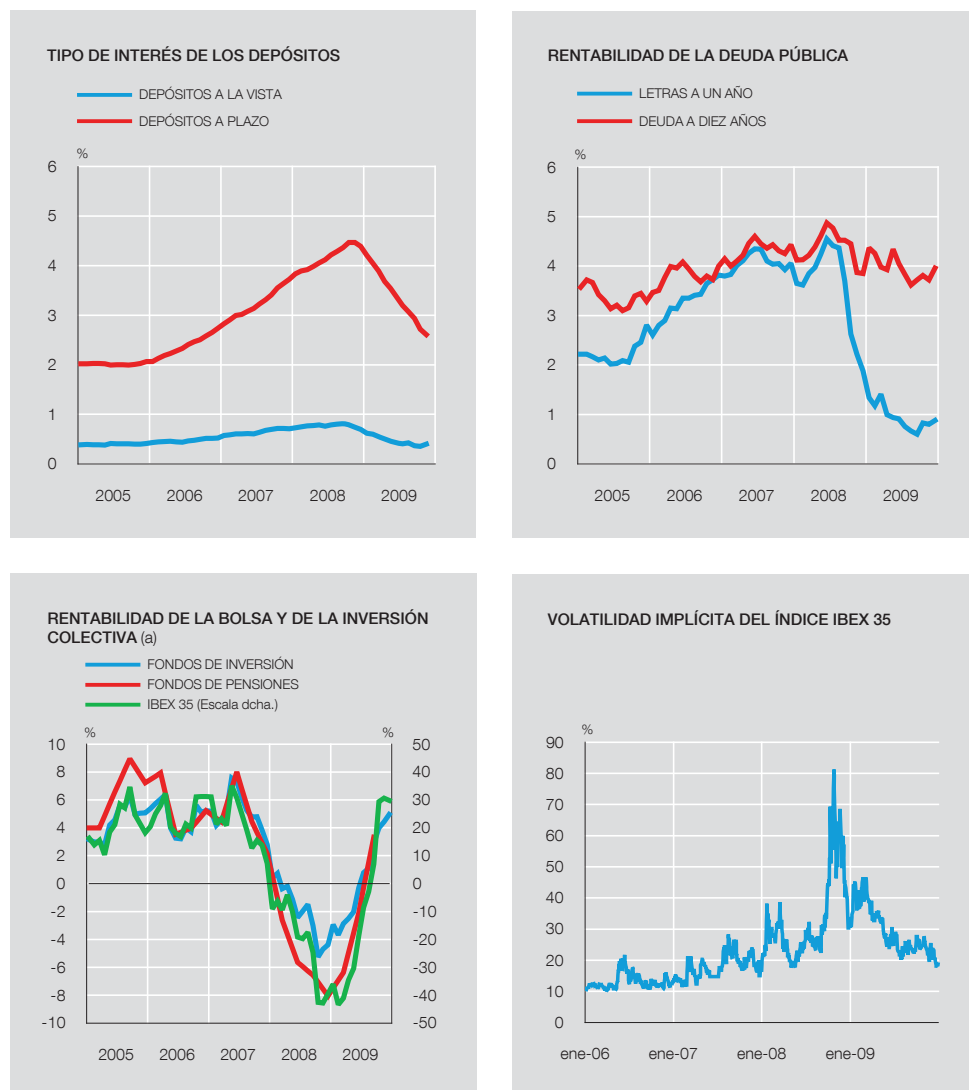 TIPO DE INTERÉS DE LOS DEPÓSITOS
DEPÓSITOS A LA VISTA
DEPÓSITOS A PLAZO
%
6
5
4
3
2
1
0
2005 2006 2007 2008 2009
RENTABILIDAD DE LA DEUDA PÚBLICA
LETRAS A UN AÑO
DEUDA A DIEZ AÑOS
%
6
5
4
3
2
1
0
2005 2006 2007 2008 2009
RENTABILIDAD DE LA BOLSA Y DE LA INVERSIÓN
COLECTIVA (a)
FONDOS DE INVERSIÓN
FONDOS DE PENSIONES
IBEX 35 (Escala dcha.)
% %
10 50
8 40
6 30
4 20
2 10
0 0
-2 -10
-4 -20
-6 -30
-8 -40
-10 -50
2005 2006 2007 2008 2009
VOLATILIDAD IMPLÍCITA DEL ÍNDICE IBEX 35
%
90
80
70
60
50
40
30
20
10
0
ene-06 ene-07 ene-08 ene-09